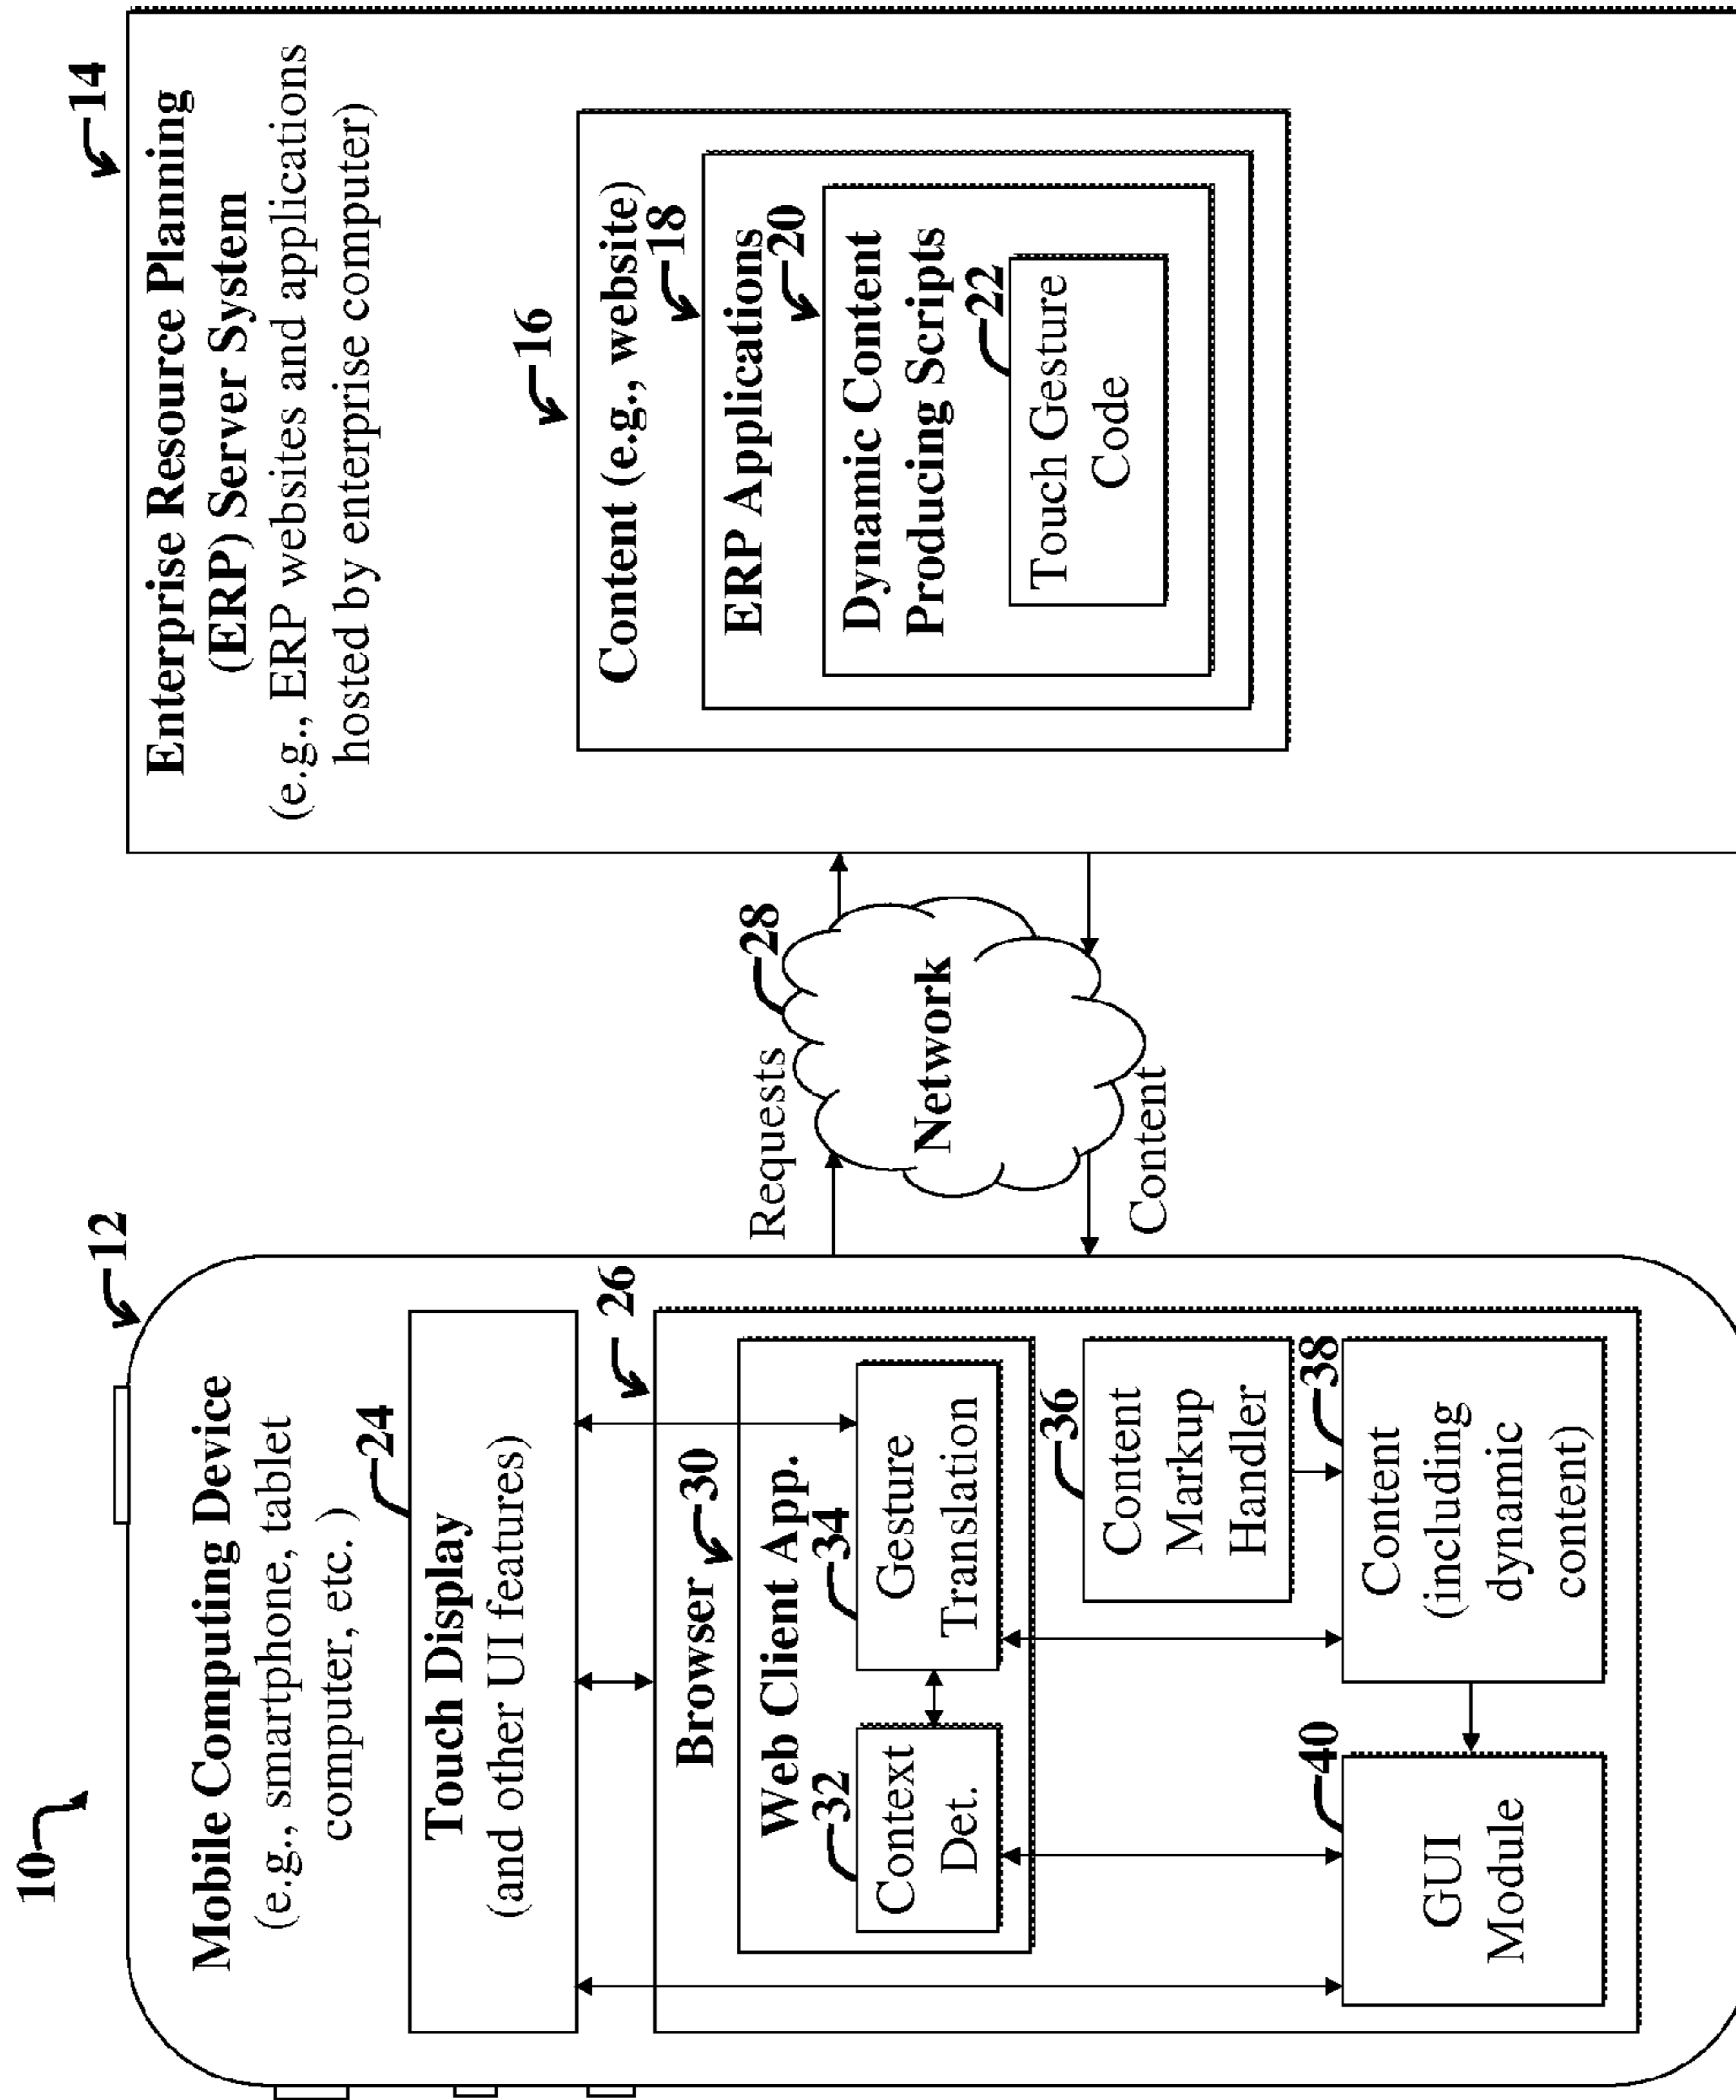 10
12
Mobile Computing Device
(e.g., smartphone, tablet
computer, etc. )
24
Touch Display
(and other UI features)
26
Browser
30
Web Client App.
32
Context
Det.
34
Gesture
Translation
36
Content
Markup
Handler
38
Content
(including
dynamic
content)
40
GUI
Module
Requests
28
Network
Content
14
Enterprise Resource Planning
(ERP) Server System
(e.g., ERP websites and applications
hosted by enterprise computer)
16
Content (e.g., website)
18
ERP Applications
20
Dynamic Content
Producing Scripts
22
Touch Gesture
Code